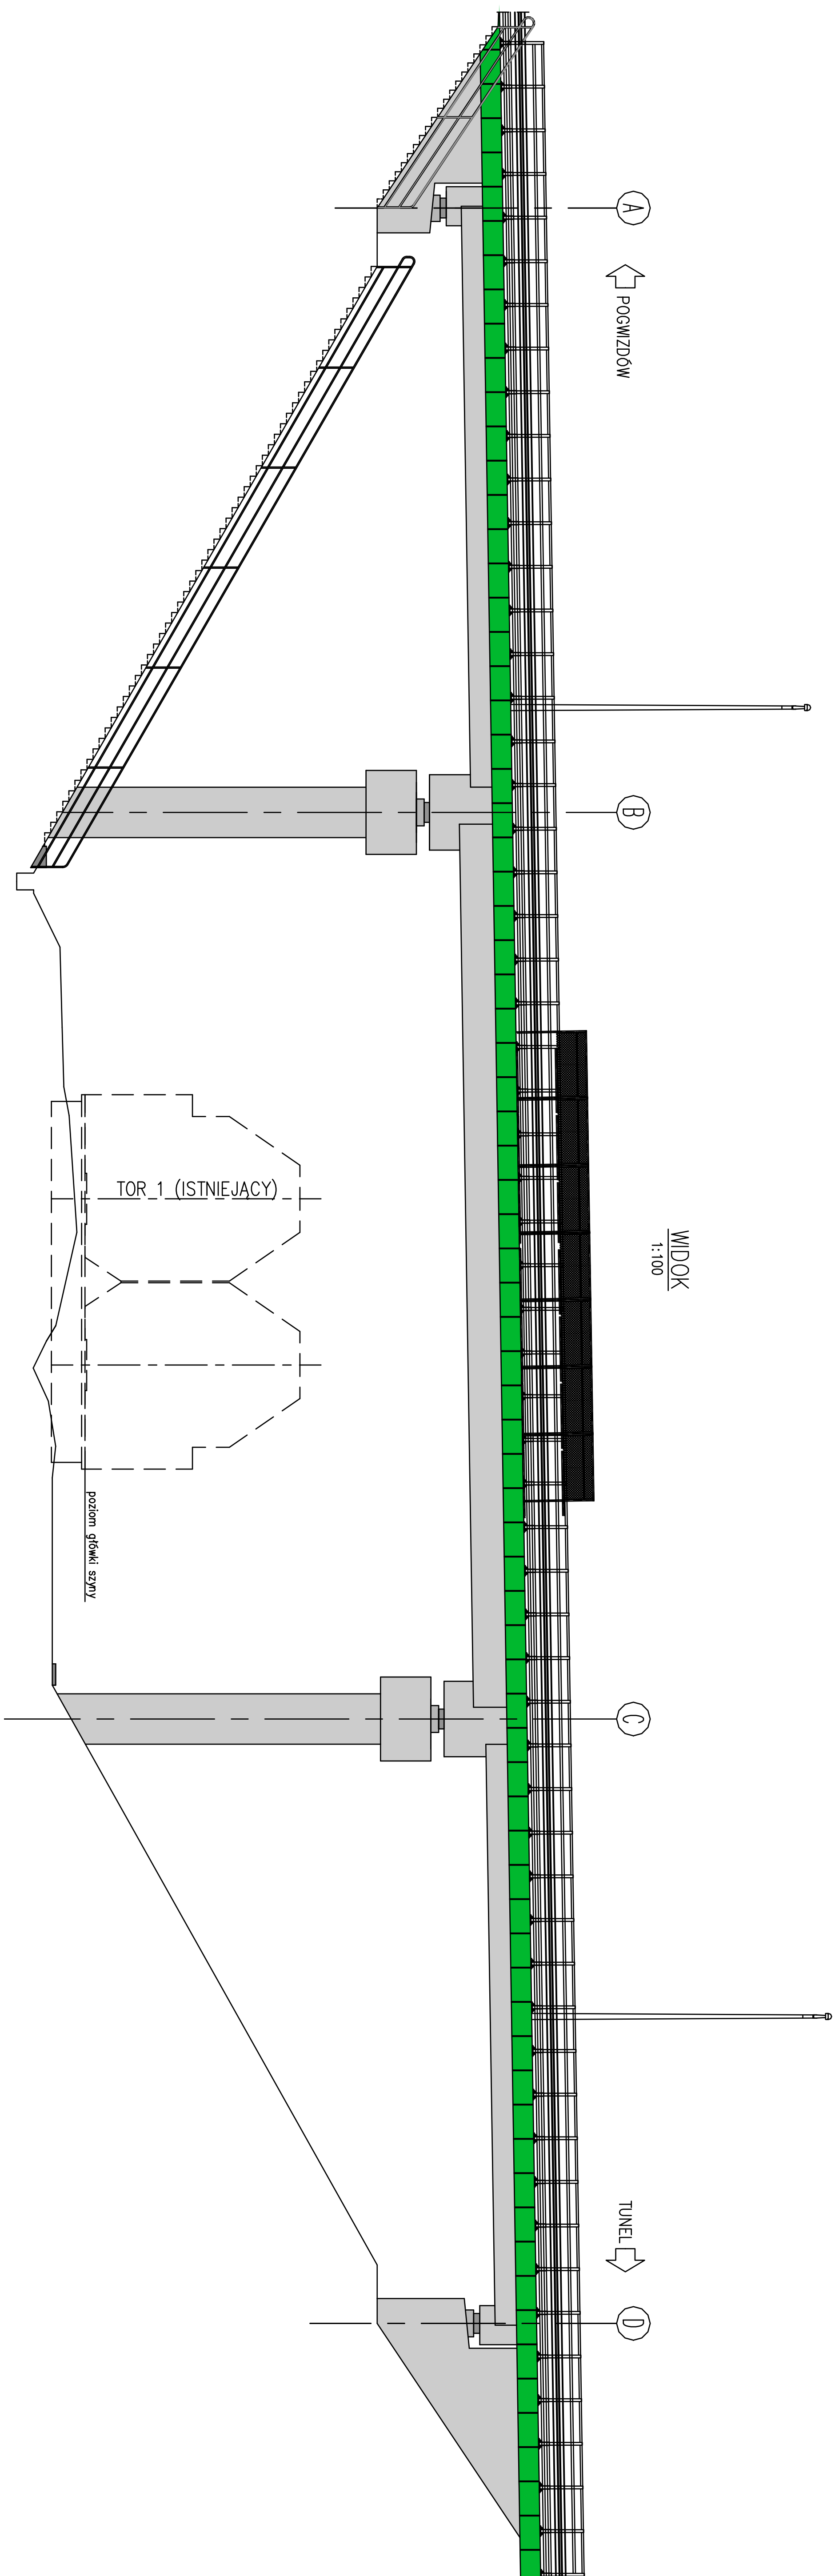 WIDOK
1:100
POGWIZDÓW
TUNEL
A
B
C
D
TOR 1 (ISTNIEJĄCY)
poziom główki szyny